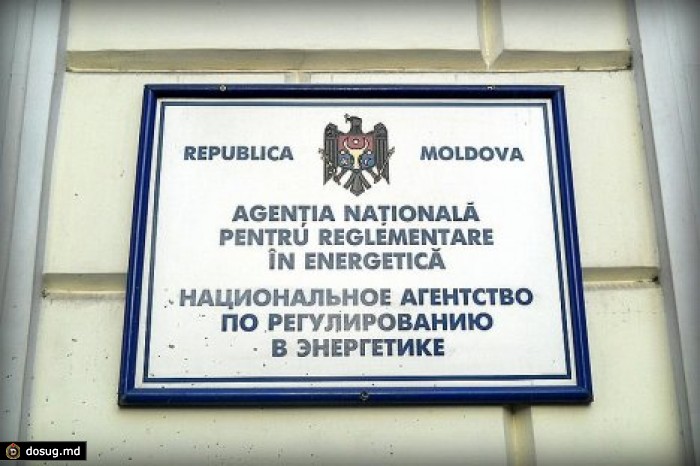 REPUBLICA MOLDOVA
AGENȚIA NAȚIONALĂ
PENTRU REGLEMENTARE
ÎN ENERGETICĂ
НАЦИОНАЛЬНОЕ АГЕНТСТВО
ПО РЕГУЛИРОВАНИЮ
В ЭНЕРГЕТИКЕ
dosug.md